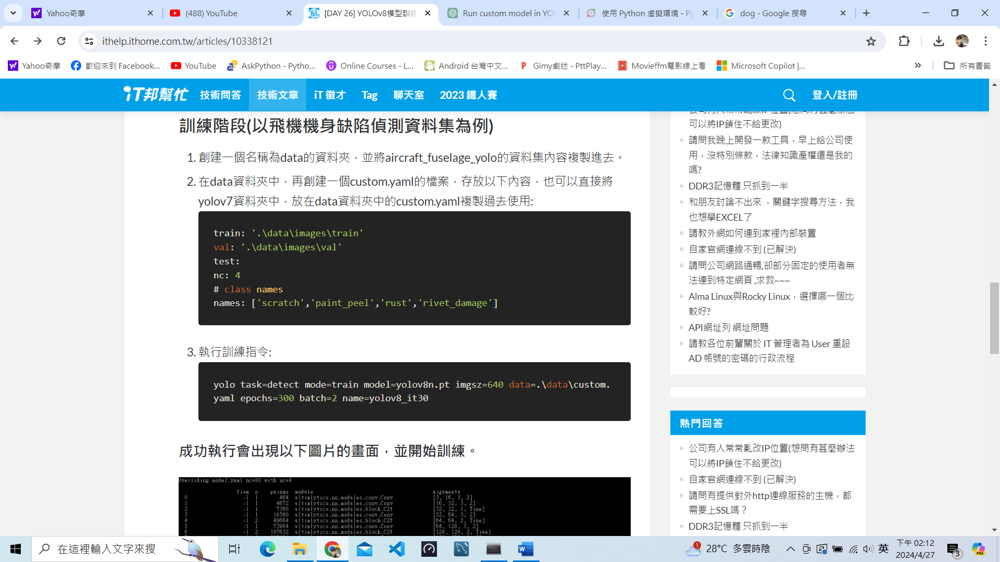 Yahoo奇摩
(488) YouTube
[DAY 26] YOLOv8模型訓練
Run custom model in YO
使用 Python 虛擬環境 - Py
dog - Google 搜尋
ithelp.ithome.com.tw/articles/10338121
Yahoo奇摩
歡迎來到 Facebook...
YouTube
AskPython - Pytho...
Online Courses - L...
Android 台灣中文...
Gimy劇迷 - PttPlay...
Movieffm電影線上看
Microsoft Copilot |...
所有書籤
iT邦幫忙
技術問答
技術文章
iT 徵才
Tag
聊天室
2023 鐵人賽
登入/註冊
訓練階段(以飛機機身缺陷偵測資料集為例)
1. 創建一個名稱為data的資料夾，並將aircraft_fuselage_yolo的資料集內容複製進去。
2. 在data資料夾中，再創建一個custom.yaml的檔案，存放以下內容，也可以直接將
yolov7資料夾中，放在data資料夾中的custom.yaml複製過去使用:
train: '.\data\images\train'
val: '.\data\images\val'
test:
nc: 4
# class names
names: ['scratch','paint_peel','rust','rivet_damage']
3. 執行訓練指令:
yolo task=detect mode=train model=yolov8n.pt imgsz=640 data=.\data\custom.
yaml epochs=300 batch=2 name=yolov8_it30
成功執行會出現以下圖片的畫面，並開始訓練。
Overriding model.yaml nc=80 with nc=4
from n params module arguments
0 -1 1 464 ultralytics.nn.modules.conv.Conv [3, 16, 3, 2]
1 -1 1 4672 ultralytics.nn.modules.conv.Conv [16, 32, 3, 2]
2 -1 1 7360 ultralytics.nn.modules.block.C2f [32, 32, 1, True]
3 -1 1 18560 ultralytics.nn.modules.conv.Conv [32, 64, 3, 2]
4 -1 2 49664 ultralytics.nn.modules.block.C2f [64, 64, 2, True]
5 -1 1 73984 ultralytics.nn.modules.conv.Conv [64, 128, 3, 2]
6 -1 2 197632 ultralytics.nn.modules.block.C2f [128, 128, 2, True]
公司有人常常亂改IP位置(想問有甚麼辦法
可以將IP鎖住不給更改)
請問我晚上開發一款工具，早上給公司使
用，沒特別條款，法律知識產權還是我的
嗎?
DDR3記憶體 只抓到一半
和朋友討論不出來 ，關鍵字搜尋方法，我
也想學EXCEL了
請教外網如何連到家裡內部裝置
自家官網連線不到 (已解決)
請問公司網路通暢,卻部分固定的使用者無
法連到特定網頁 ,求救~~~
Alma Linux與Rocky Linux，選擇哪一個比
較好?
API網址列 網址問題
請教各位前輩關於 IT 管理者為 User 重設
AD 帳號的密碼的行政流程
熱門回答
公司有人常常亂改IP位置(想問有甚麼辦法
可以將IP鎖住不給更改)
自家官網連線不到 (已解決)
請問有提供對外http連線服務的主機，都
需要上SSL嗎？
DDR3記憶體 只抓到一半
在這裡輸入文字來搜
1
28°C 多雲時陰
英
下午 02:12
2024/4/27
3
PRE